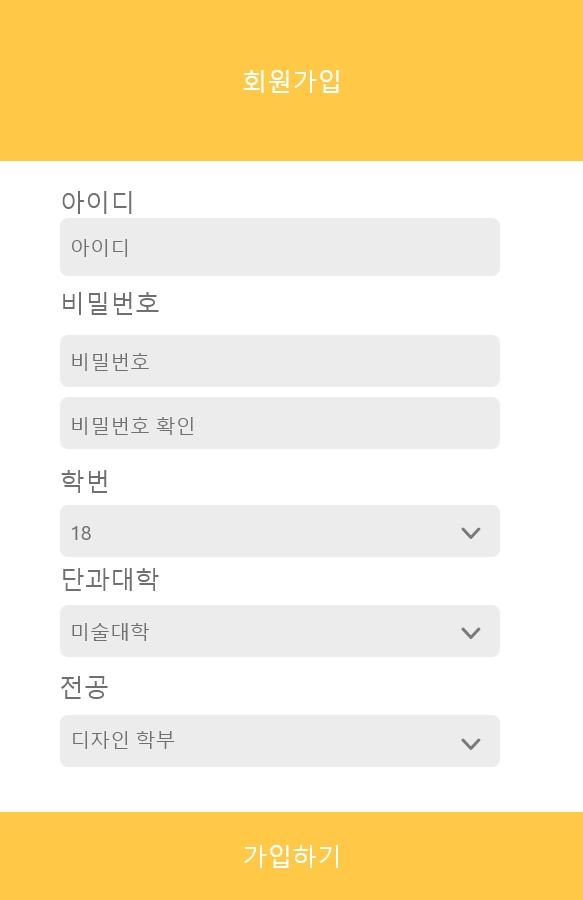 회원가입
아이디
아이디
비밀번호
비밀번호
비밀번호 확인
학번
18
단과대학
미술대학
전공
디자인 학부
가입하기